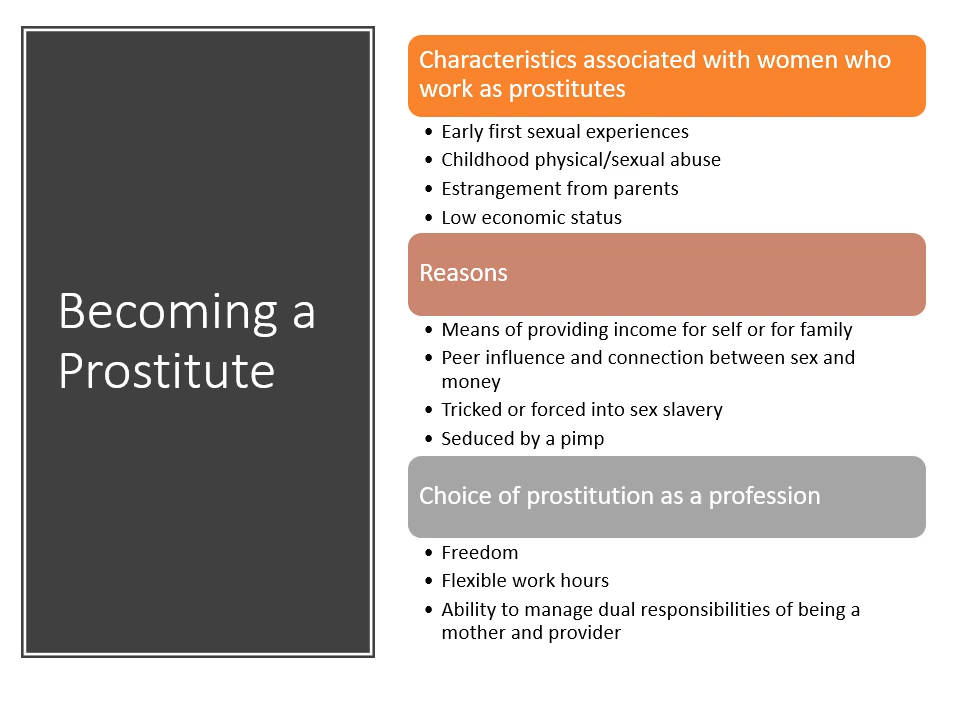 Becoming a
Prostitute
Characteristics associated with women who
work as prostitutes
• Early first sexual experiences
• Childhood physical/sexual abuse
• Estrangement from parents
• Low economic status
Reasons
• Means of providing income for self or for family
• Peer influence and connection between sex and
money
• Tricked or forced into sex slavery
• Seduced by a pimp
Choice of prostitution as a profession
• Freedom
• Flexible work hours
• Ability to manage dual responsibilities of being a
mother and provider